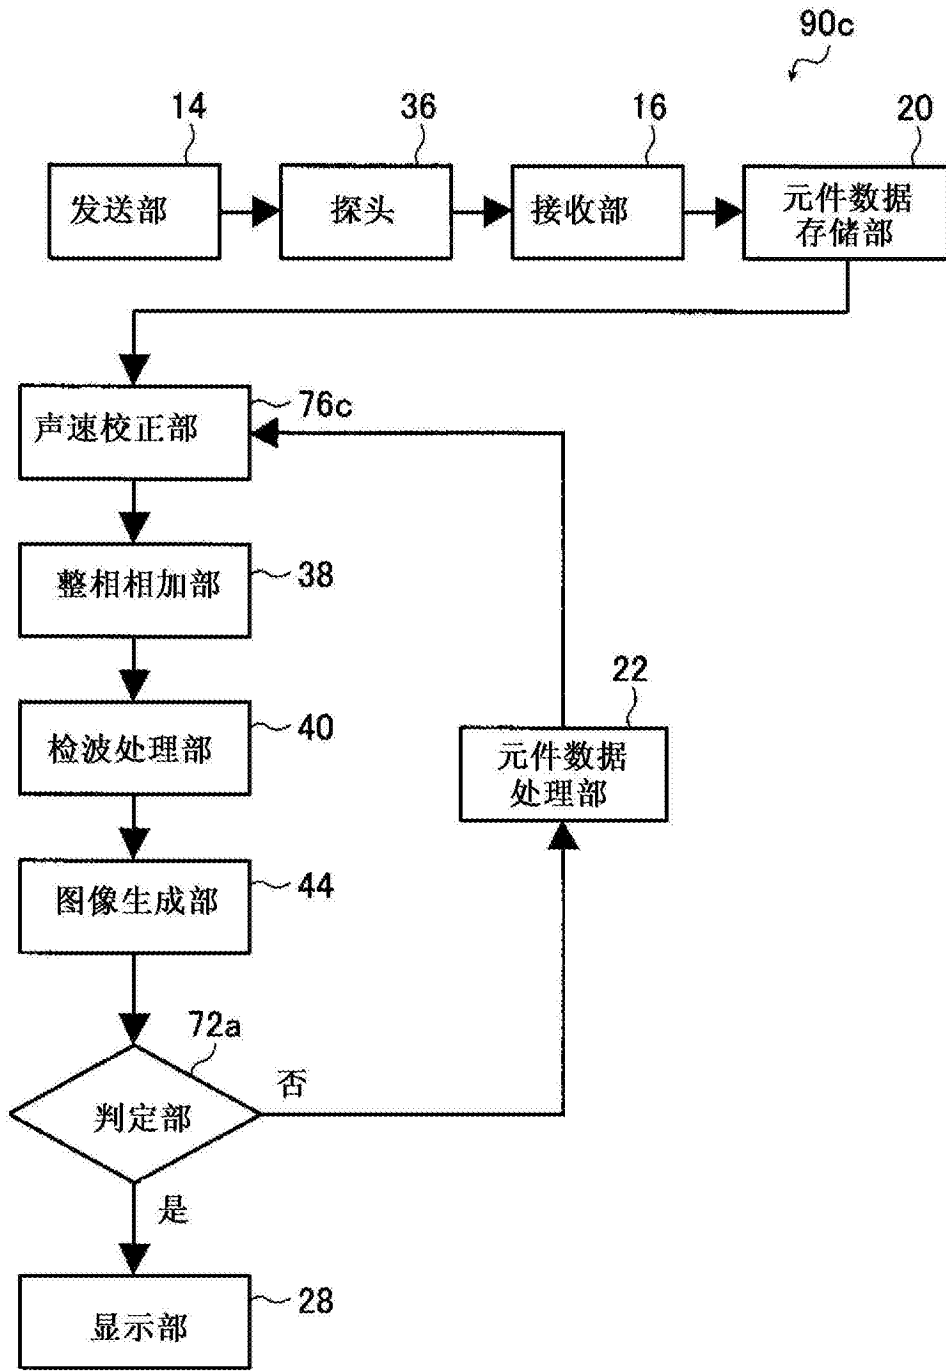 90c
14
36
16
20
发送部
探头
接收部
元件数据
存储部
76c
声速校正部
整相相加部
38
22
检波处理部
40
元件数据
处理部
图像生成部
44
72a
否
判定部
是
显示部
28